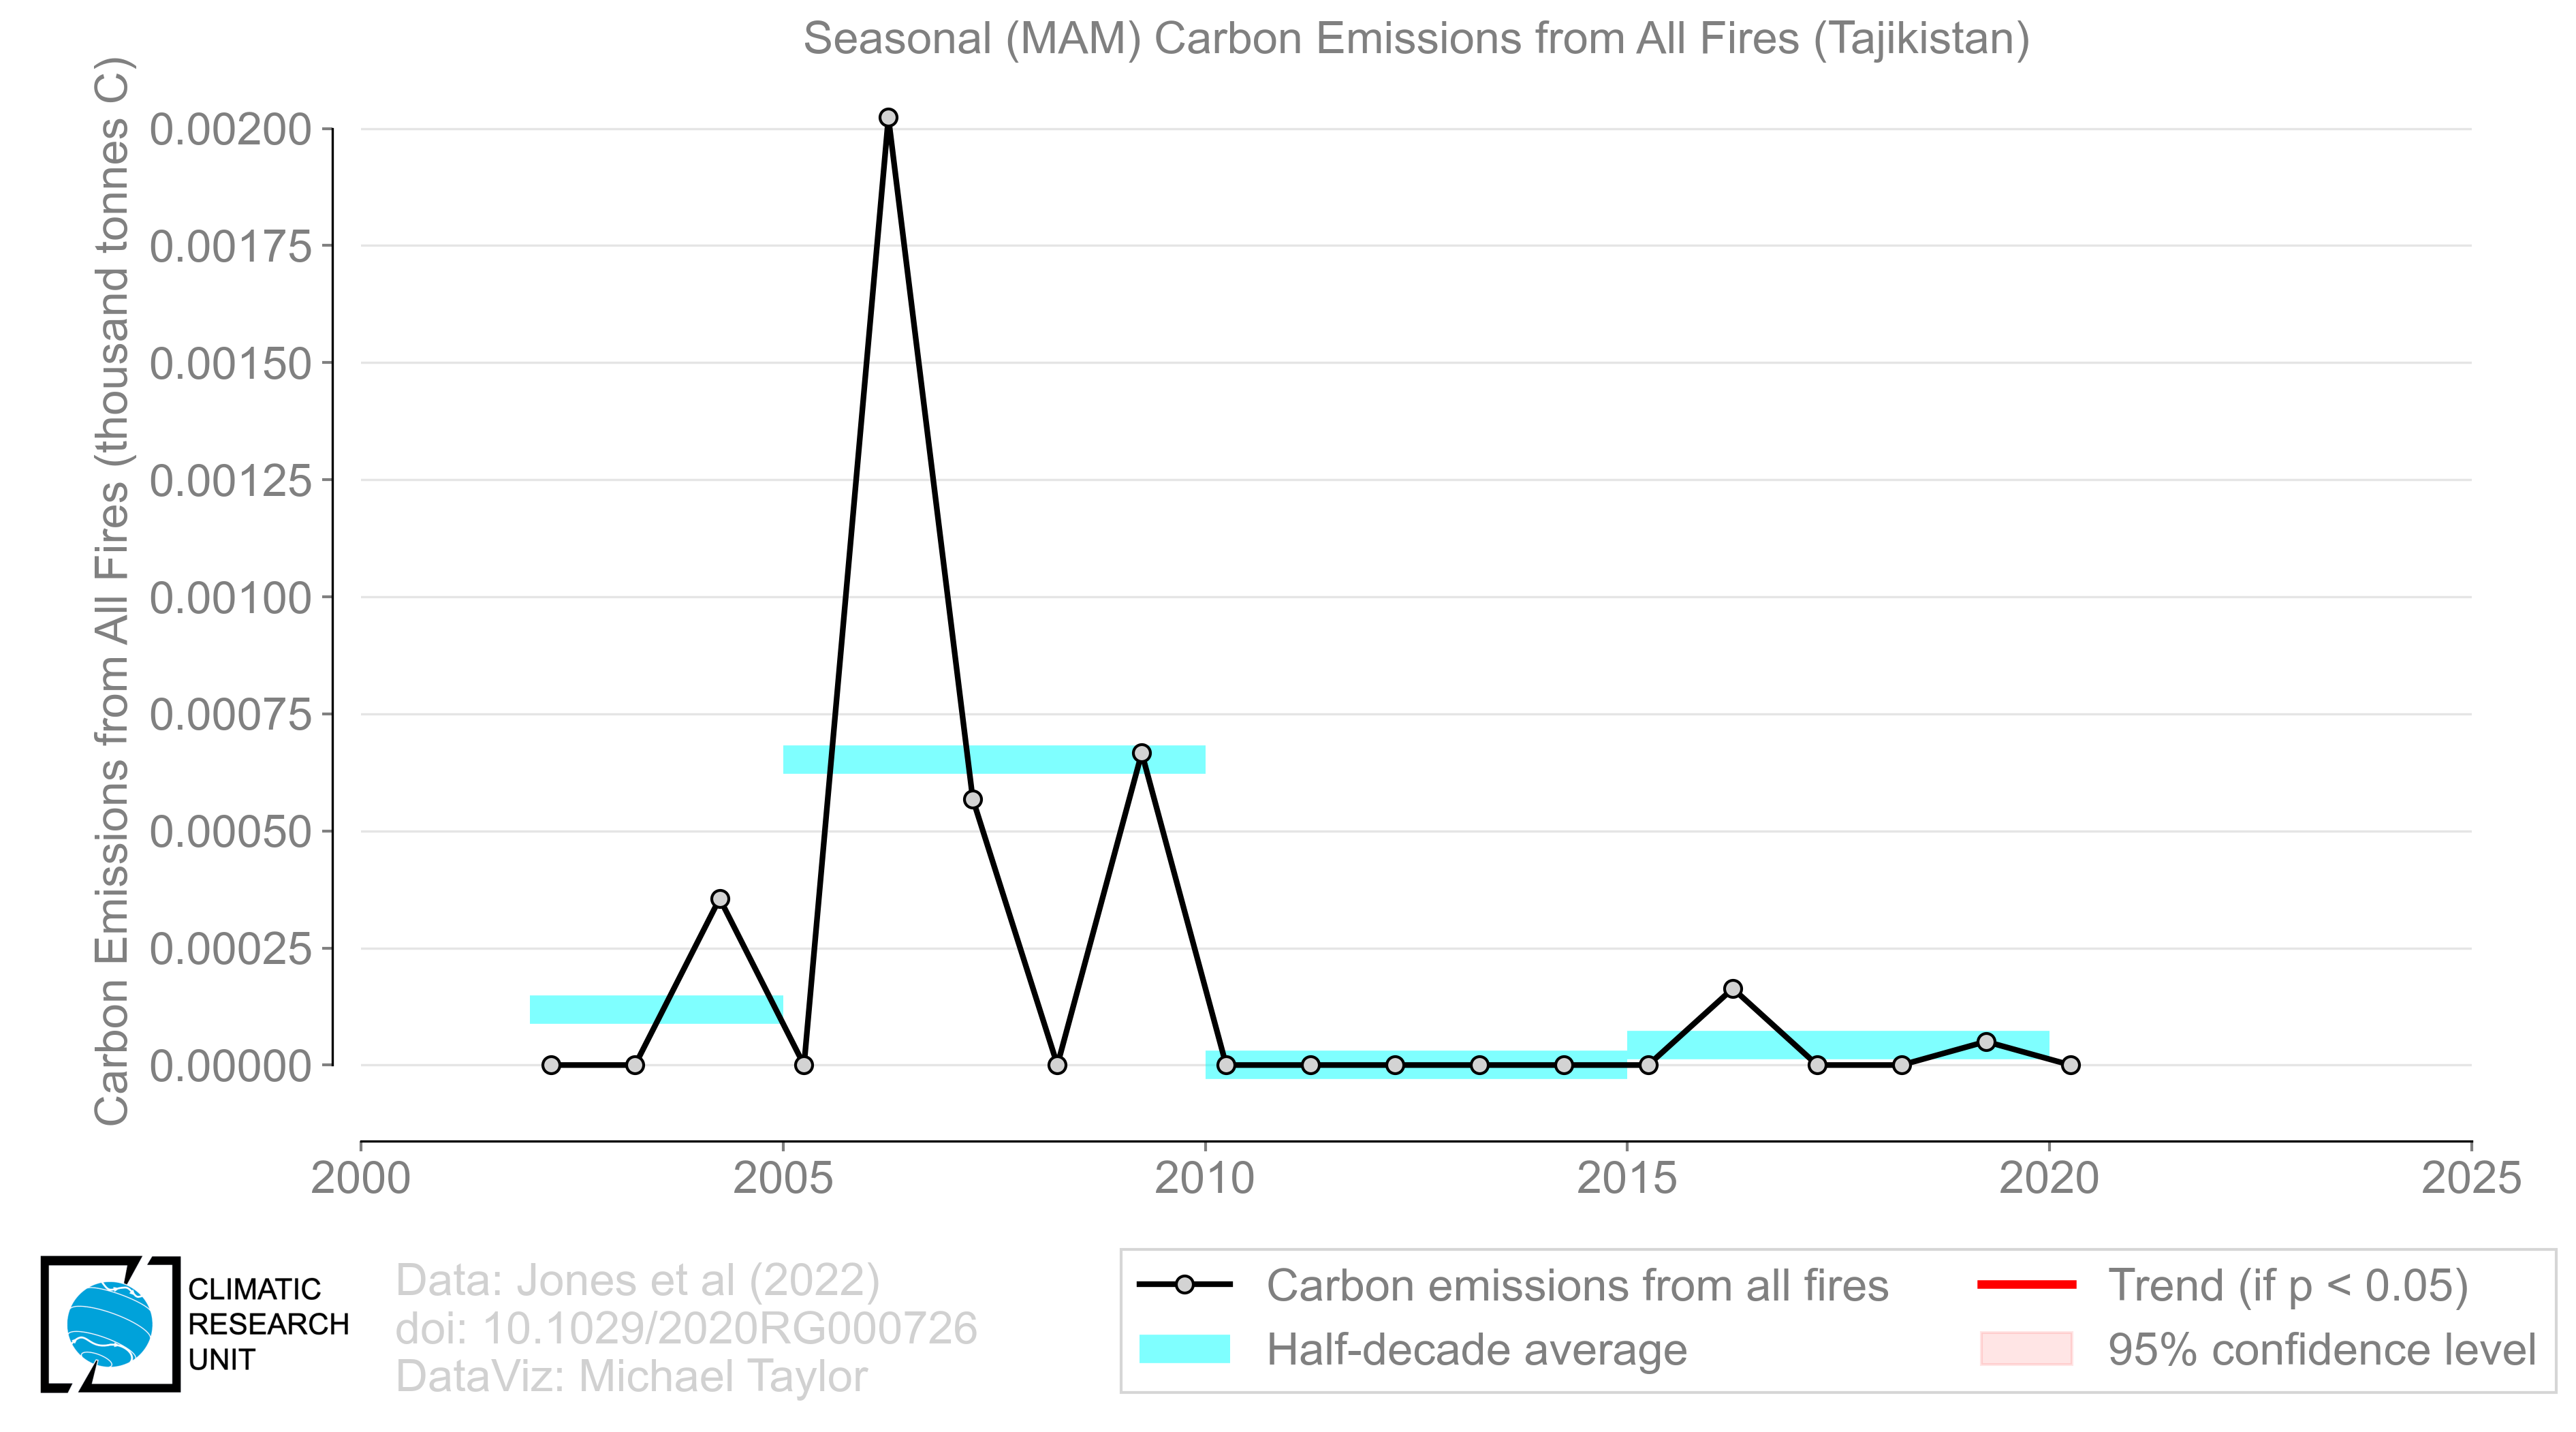 Seasonal (MAM) Carbon Emissions from All Fires (Tajikistan)
Carbon Emissions from All Fires (thousand tonnes C)
0.00200
0.00175
0.00150
0.00125
0.00100
0.00075
0.00050
0.00025
0.00000
2000 2005 2010 2015 2020 2025
CLIMATIC
RESEARCH
UNIT
Data: Jones et al (2022)
doi: 10.1029/2020RG000726
DataViz: Michael Taylor
Carbon emissions from all fires
Half-decade average
Trend (if p < 0.05)
95% confidence level